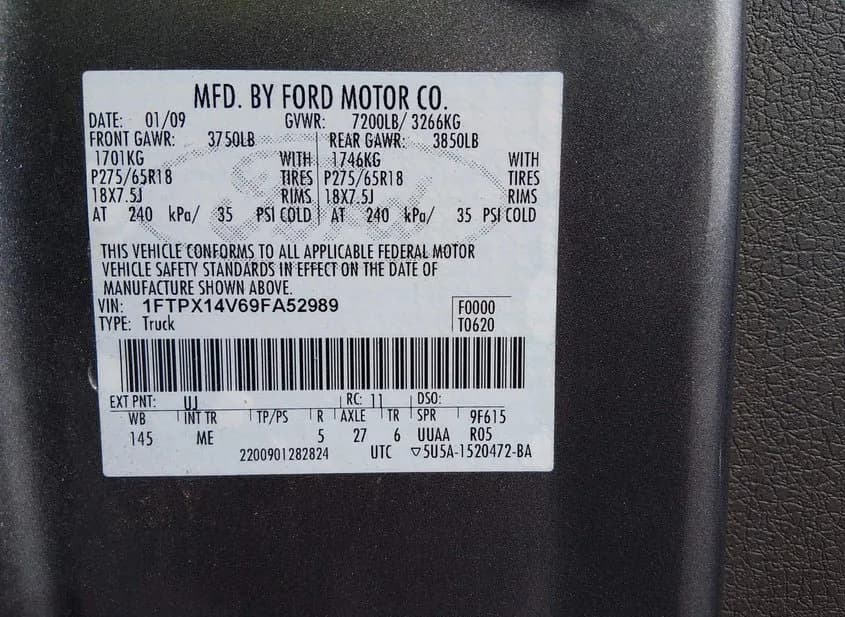 MFD. BY FORD MOTOR CO.
DATE: 01/09 GVWR: 7200LB/ 3266KG
FRONT GAWR: 3750LB REAR GAWR: 3850LB
1701KG WITH 1746KG WITH
P275/65R18 TIRES P275/65R18 TIRES
18X7.5J RIMS 18X7.5J RIMS
AT 240 kPa/ 35 PSI COLD AT 240 kPa/ 35 PSI COLD
THIS VEHICLE CONFORMS TO ALL APPLICABLE FEDERAL MOTOR
VEHICLE SAFETY STANDARDS IN EFFECT ON THE DATE OF
MANUFACTURE SHOWN ABOVE.
VIN: 1FTPX14V69FA52989 F0000
TYPE: Truck T0620
EXT PNT: UJ RC: 11 DSO:
WB INT TR TP/PS R AXLE TR SPR 9F615
145 ME 5 27 6 UUAA R05
2200901282824 UTC ▽5U5A-1520472-BA